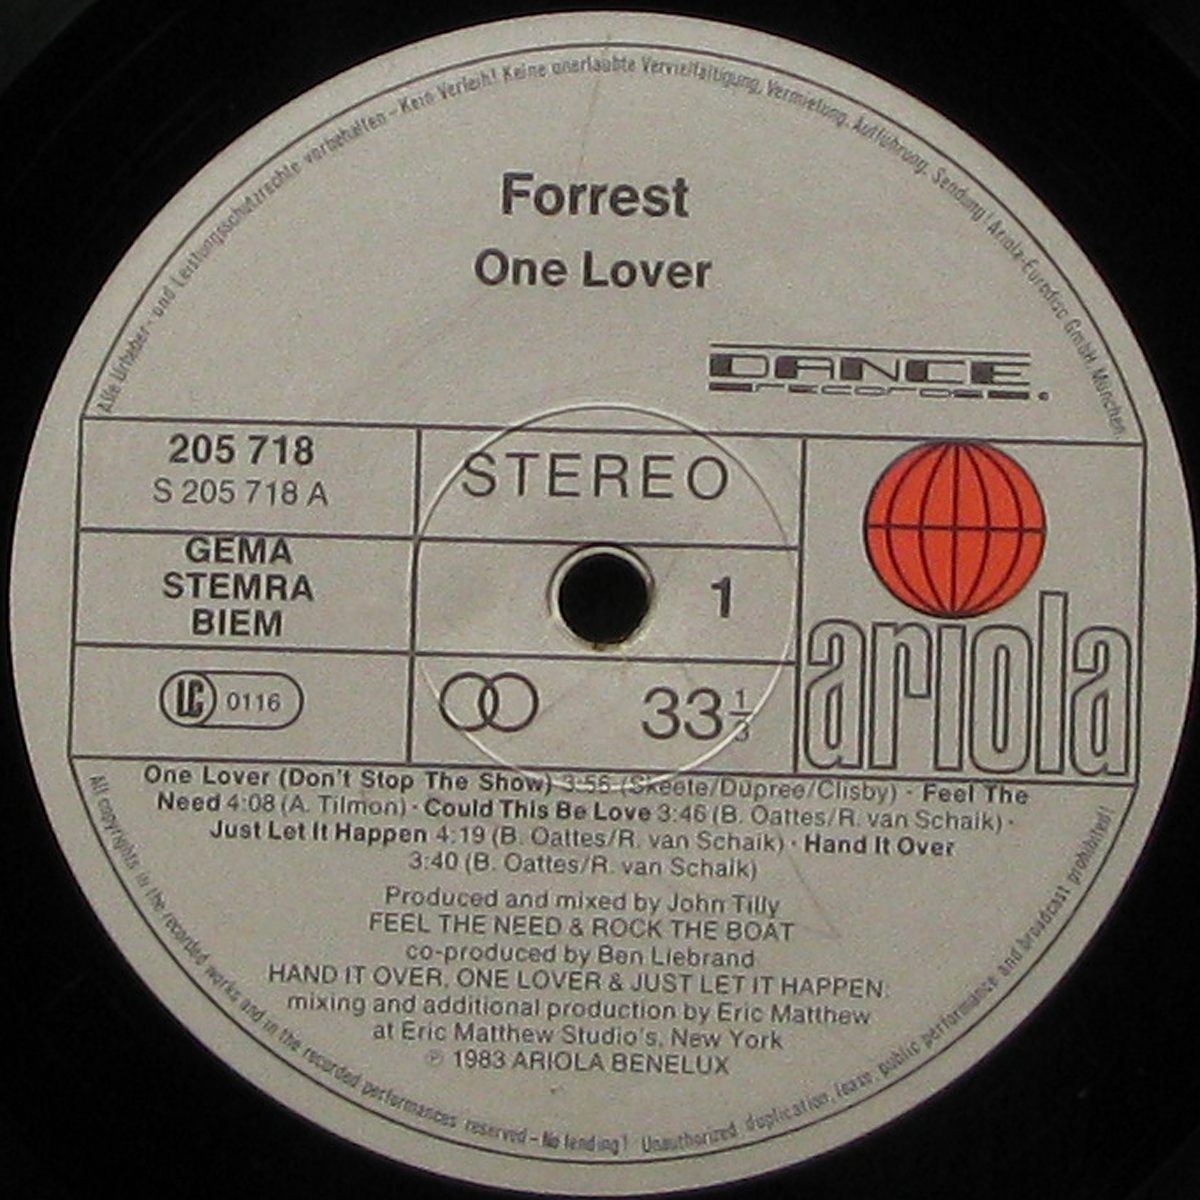 Alle Urheber- und Leistungsschutzrechte vorbehalten – Kein Verleih! Keine unerlaubte Vervielfältigung, Vermietung, Aufführung, Sendung! Ariola-Eurodisc GmbH, München.
Forrest
One Lover
DANCE
records.
205 718
S 205 718 A
STEREO
GEMA
STEMRA
BIEM
1
LC 0116
33 1/3
ariola
One Lover (Don't Stop The Show) 3:56 (Skeete/Dupree/Clisby) · Feel The
Need 4:08 (A. Tilmon) · Could This Be Love 3:46 (B. Oattes/R. van Schaik) ·
Just Let It Happen 4:19 (B. Oattes/R. van Schaik) · Hand It Over
3:40 (B. Oattes/R. van Schaik)
Produced and mixed by John Tilly
FEEL THE NEED & ROCK THE BOAT
co-produced by Ben Liebrand
HAND IT OVER, ONE LOVER & JUST LET IT HAPPEN:
mixing and additional production by Eric Matthew
at Eric Matthew Studio's, New York
℗ 1983 ARIOLA BENELUX
All copyrights in the recorded works and in the recorded performances reserved – No lending! Unauthorized duplication, lease, public performance and broadcast prohibited!